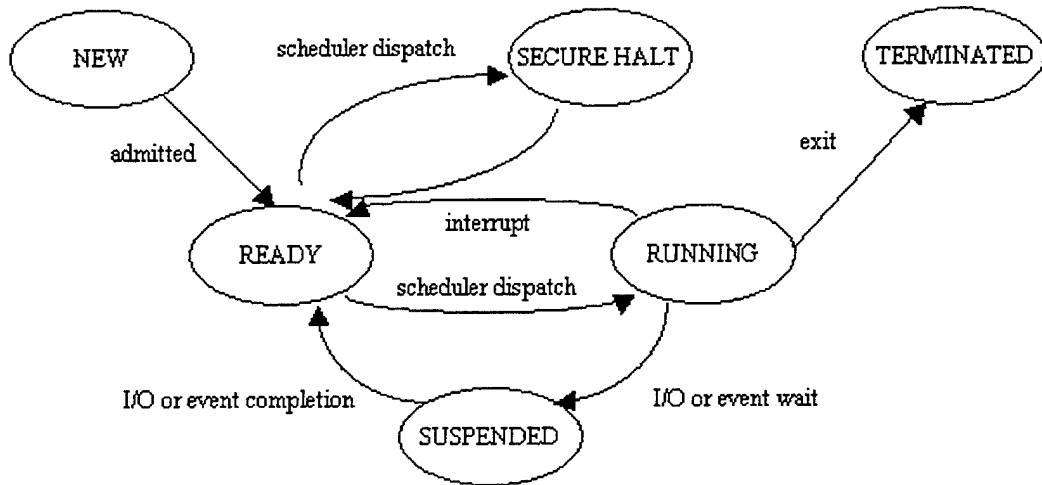 NEW
scheduler dispatch
SECURE HALT
TERMINATED
admitted
exit
interrupt
READY
RUNNING
scheduler dispatch
I/O or event completion
I/O or event wait
SUSPENDED